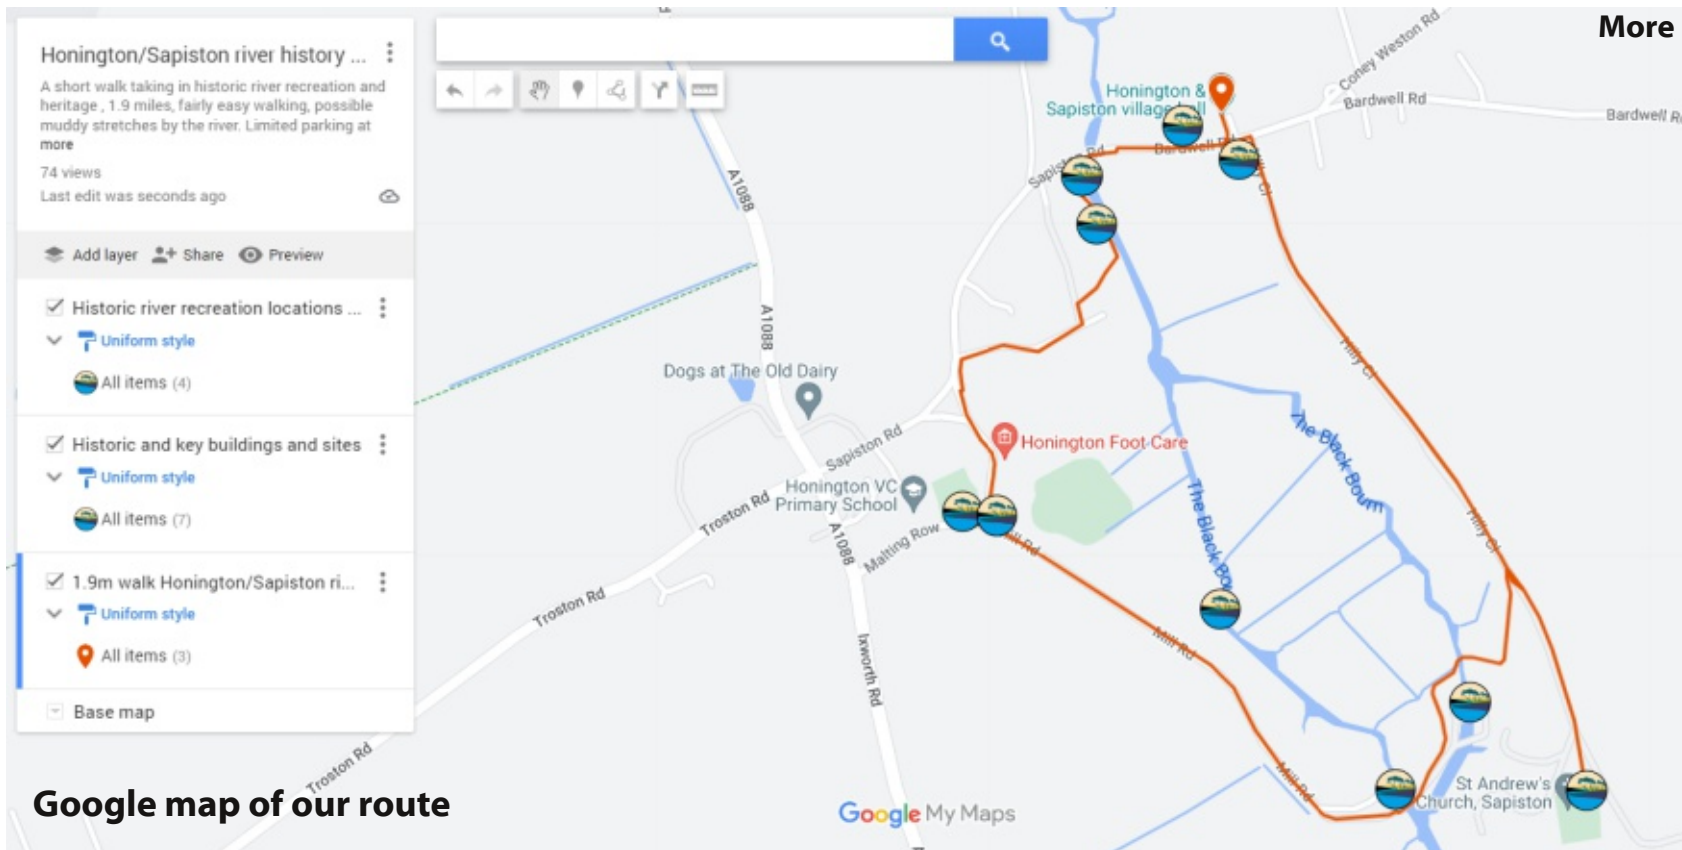 More
Honington/Sapiston river history ...
A short walk taking in historic river recreation and
heritage , 1.9 miles, fairly easy walking, possible
muddy stretches by the river. Limited parking at
more
74 views
Last edit was seconds ago
Add layer
Share
Preview
Historic river recreation locations ...
Uniform style
All items (4)
Historic and key buildings and sites
Uniform style
All items (7)
1.9m walk Honington/Sapiston ri...
Uniform style
All items (3)
Base map
Honington &
Sapiston village
Coney Weston Rd
Bardwell Rd
Bardwell R
Sapiston Rd
Bardwell
A1088
A1088
A1088
Dogs at The Old Dairy
Sapiston Rd
Honington Foot Care
Honington VC
Primary School
Troston Rd
Malting Row
Troston Rd
Troston Rd
Ixworth Rd
Mill Rd
Mill Rd
The Black Bourn
The Black
St Andrew's
Church, Sapiston
Google My Maps
Google map of our route